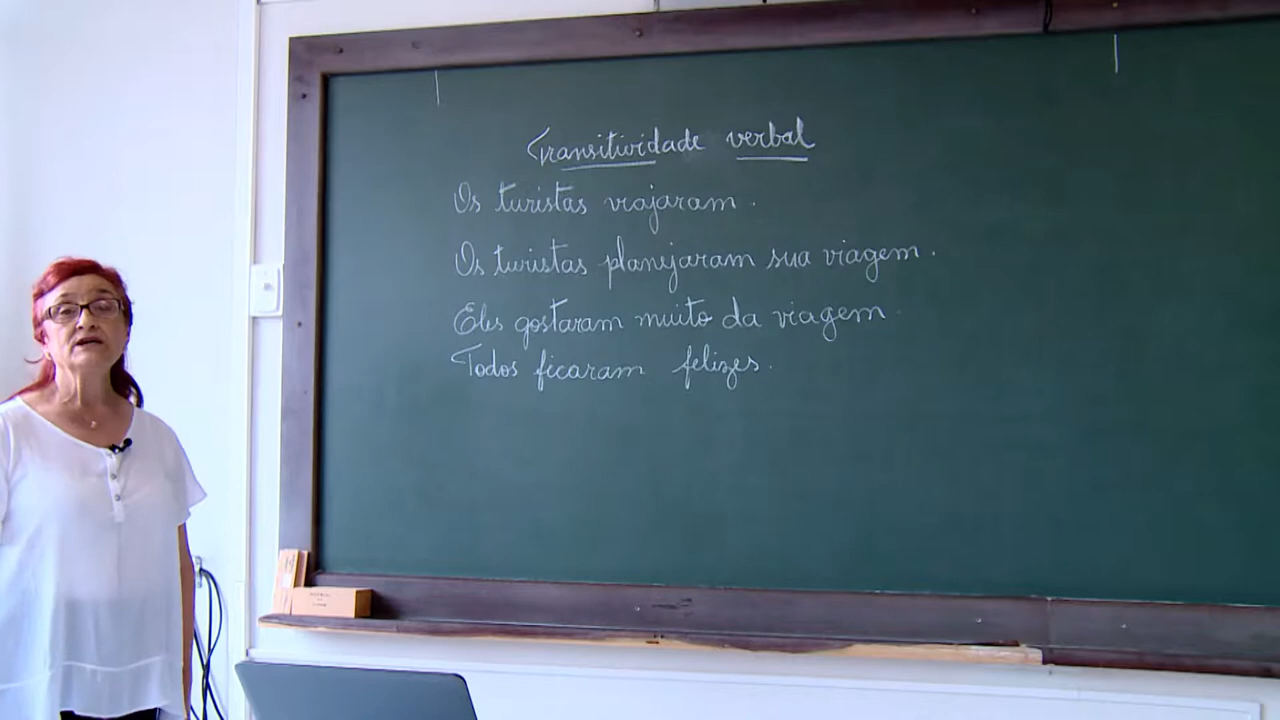 Transitividade verbal
Os turistas viajaram.
Os turistas planejaram sua viagem.
Eles gostaram muito da viagem.
Todos ficaram felizes.